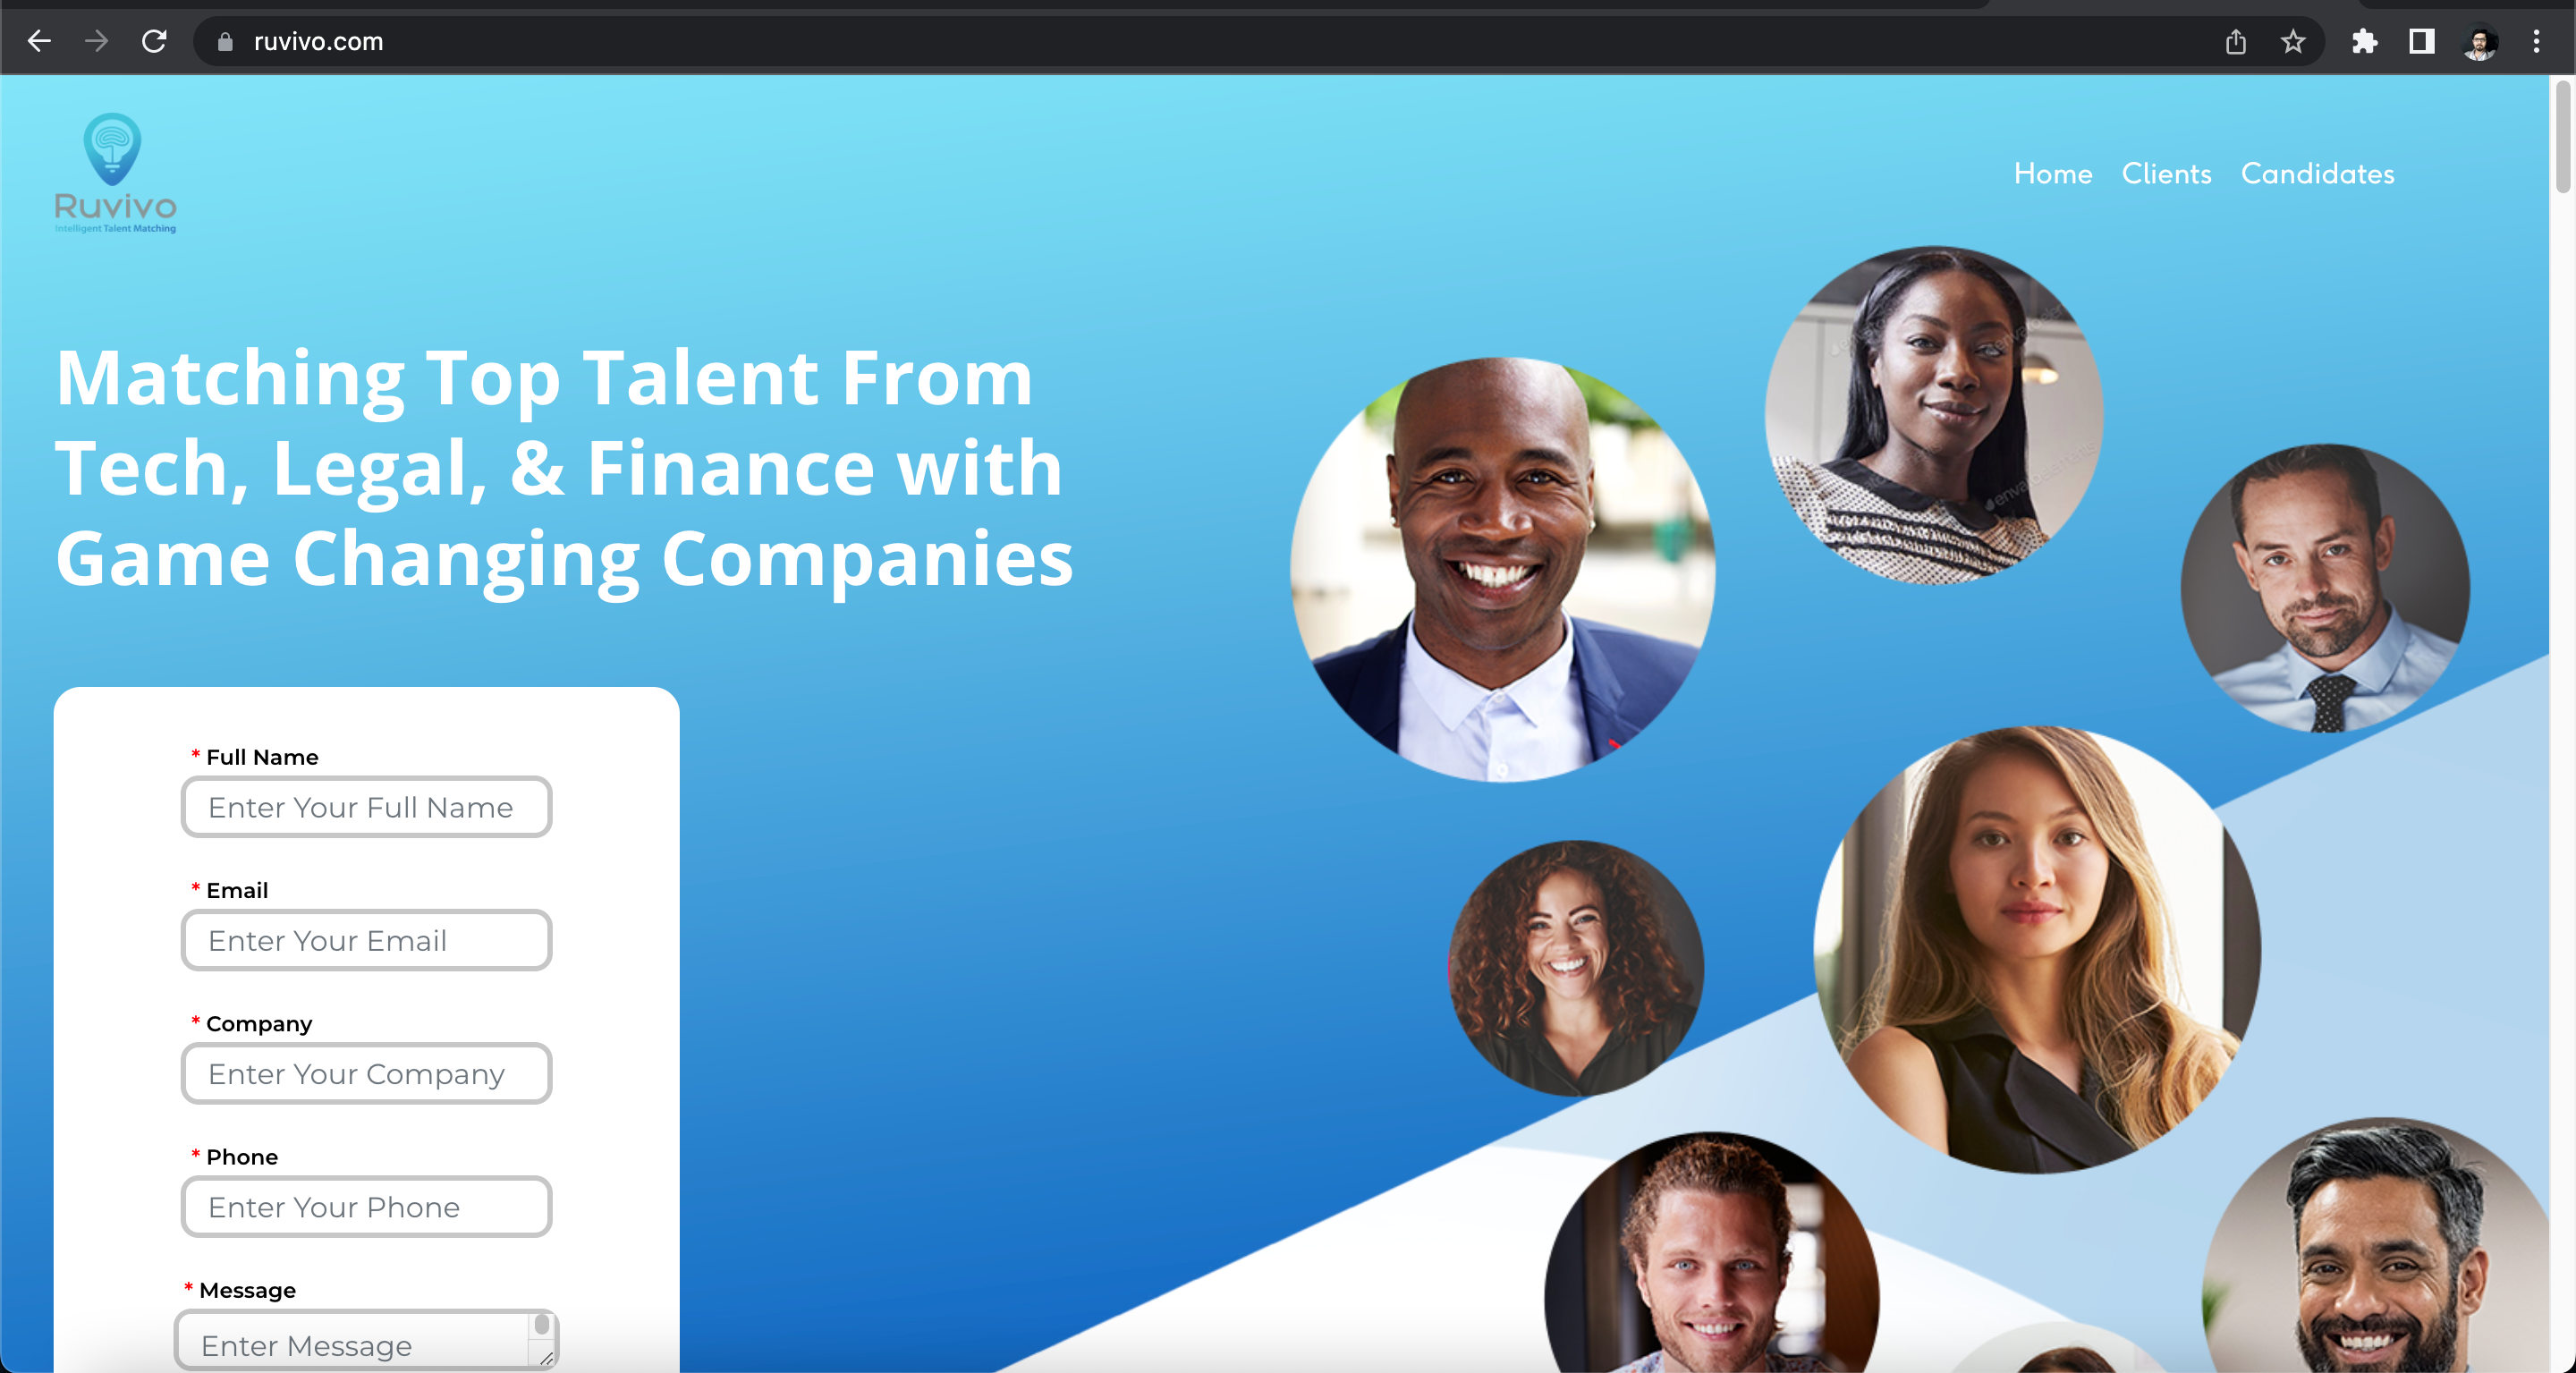 ruvivo.com
Ruvivo
Intelligent Talent Matching
Home Clients Candidates
Matching Top Talent From
Tech, Legal, & Finance with
Game Changing Companies
* Full Name
Enter Your Full Name
* Email
Enter Your Email
* Company
Enter Your Company
* Phone
Enter Your Phone
* Message
Enter Message